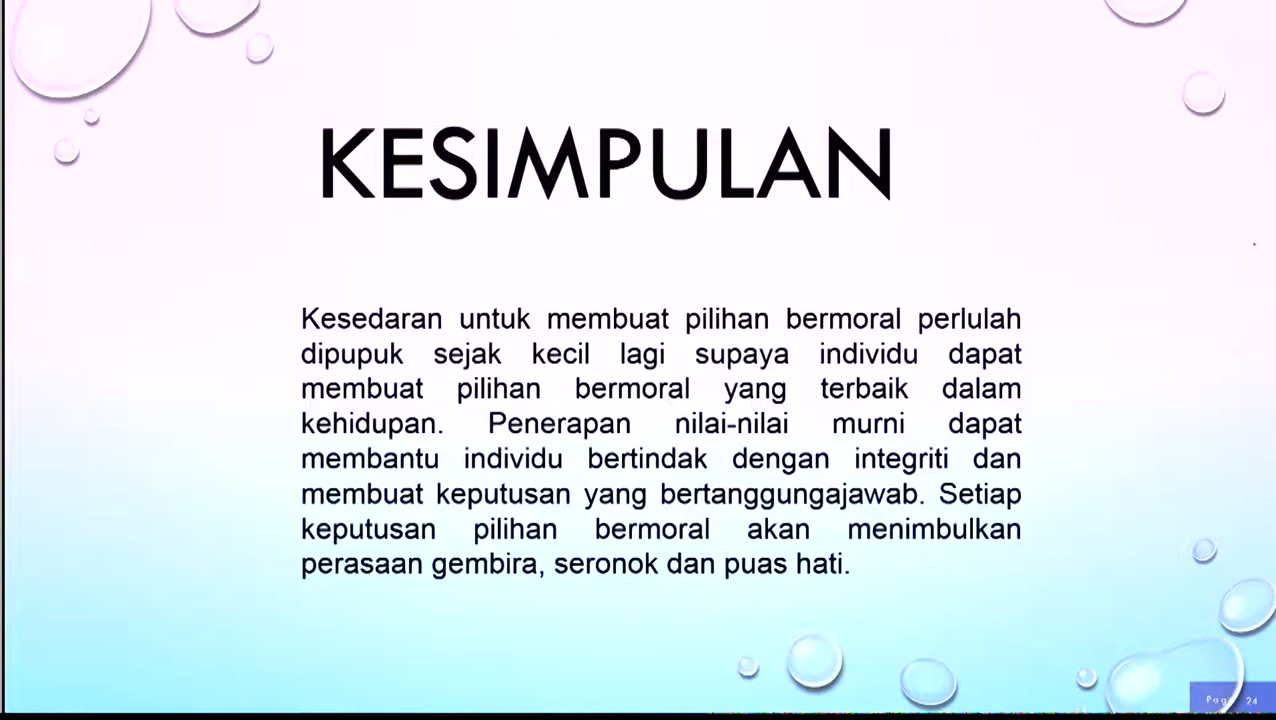 KESIMPULAN
Kesedaran untuk membuat pilihan bermoral perlulah
dipupuk sejak kecil lagi supaya individu dapat
membuat pilihan bermoral yang terbaik dalam
kehidupan. Penerapan nilai-nilai murni dapat
membantu individu bertindak dengan integriti dan
membuat keputusan yang bertanggungajawab. Setiap
keputusan pilihan bermoral akan menimbulkan
perasaan gembira, seronok dan puas hati.
24